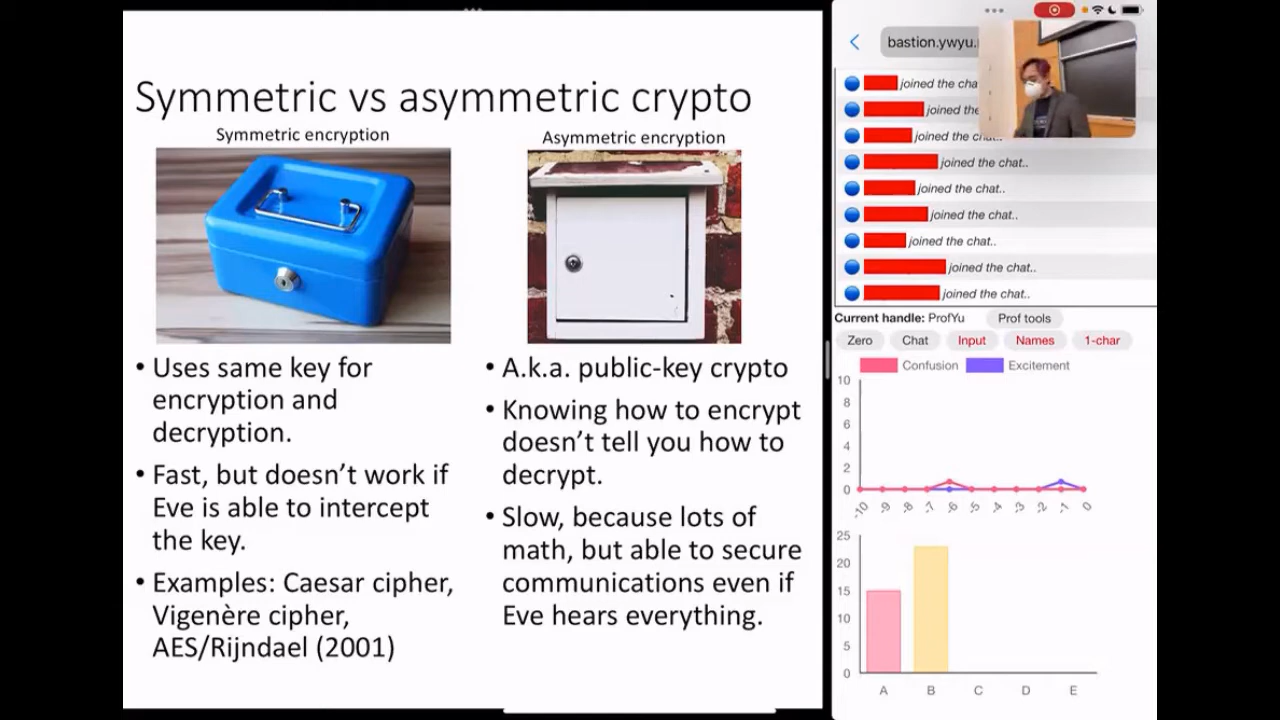 Symmetric vs asymmetric crypto
Symmetric encryption
• Uses same key for
encryption and
decryption.
• Fast, but doesn't work if
Eve is able to intercept
the key.
• Examples: Caesar cipher,
Vigenère cipher,
AES/Rijndael (2001)
Asymmetric encryption
• A.k.a. public-key crypto
• Knowing how to encrypt
doesn't tell you how to
decrypt.
• Slow, because lots of
math, but able to secure
communications even if
Eve hears everything.
bastion.ywyu.
joined the cha
joined the
joined the c
joined the chat..
joined the chat..
joined the chat..
joined the chat..
joined the chat..
joined the chat..
Current handle: ProfYu
Prof tools
Zero Chat Input Names 1-char
Confusion Excitement
10
8
6
4
2
0
-10 -9 -8 -7 -6 -5 -4 -3 -2 -1 0
25
20
15
10
5
0
A B C D E